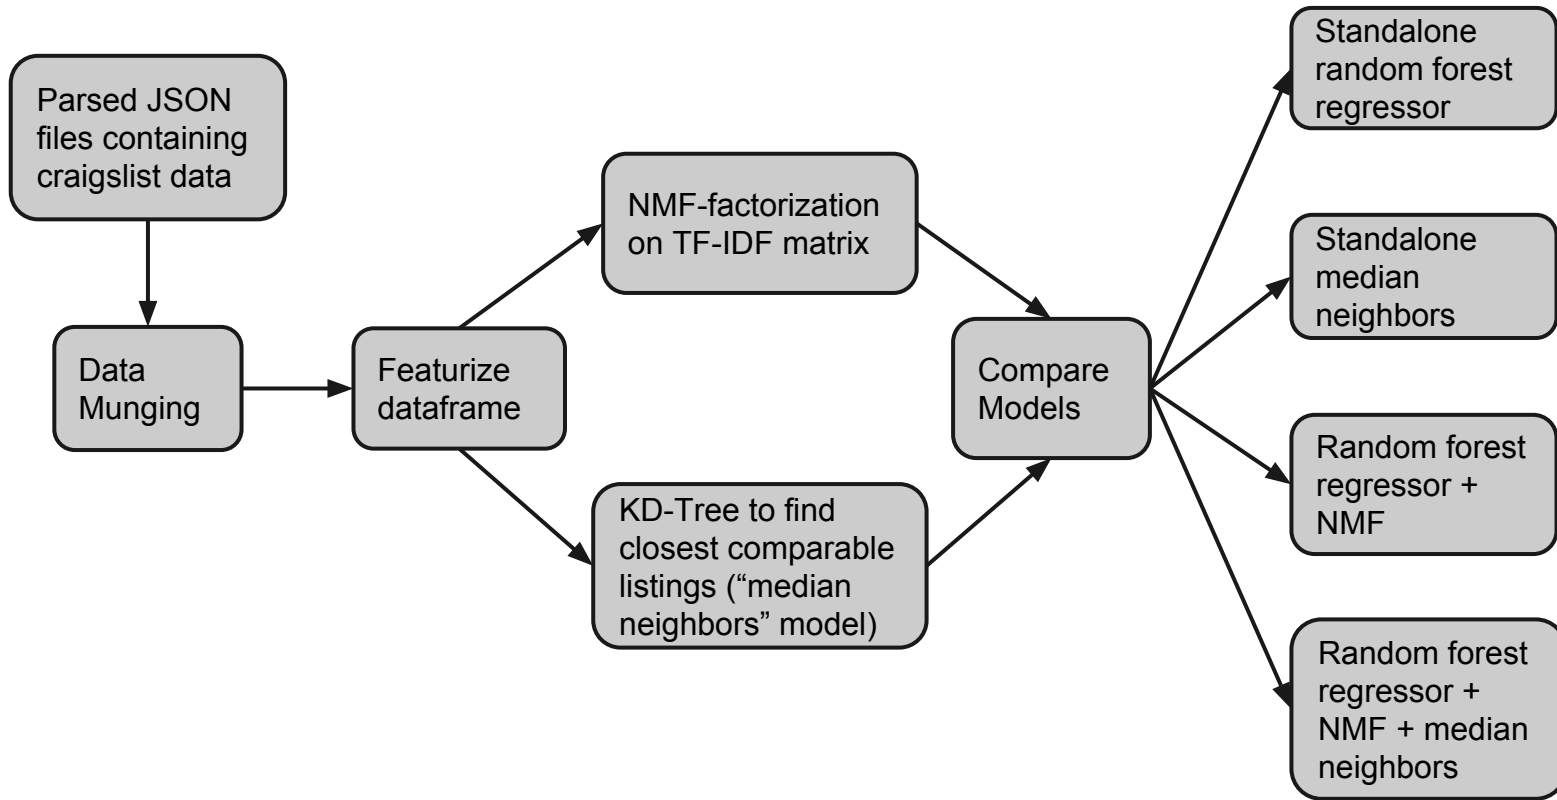 Parsed JSON
files containing
craigslist data
Data
Munging
Featurize
dataframe
NMF-factorization
on TF-IDF matrix
KD-Tree to find
closest comparable
listings (“median
neighbors” model)
Compare
Models
Standalone
random forest
regressor
Standalone
median
neighbors
Random forest
regressor +
NMF
Random forest
regressor +
NMF + median
neighbors